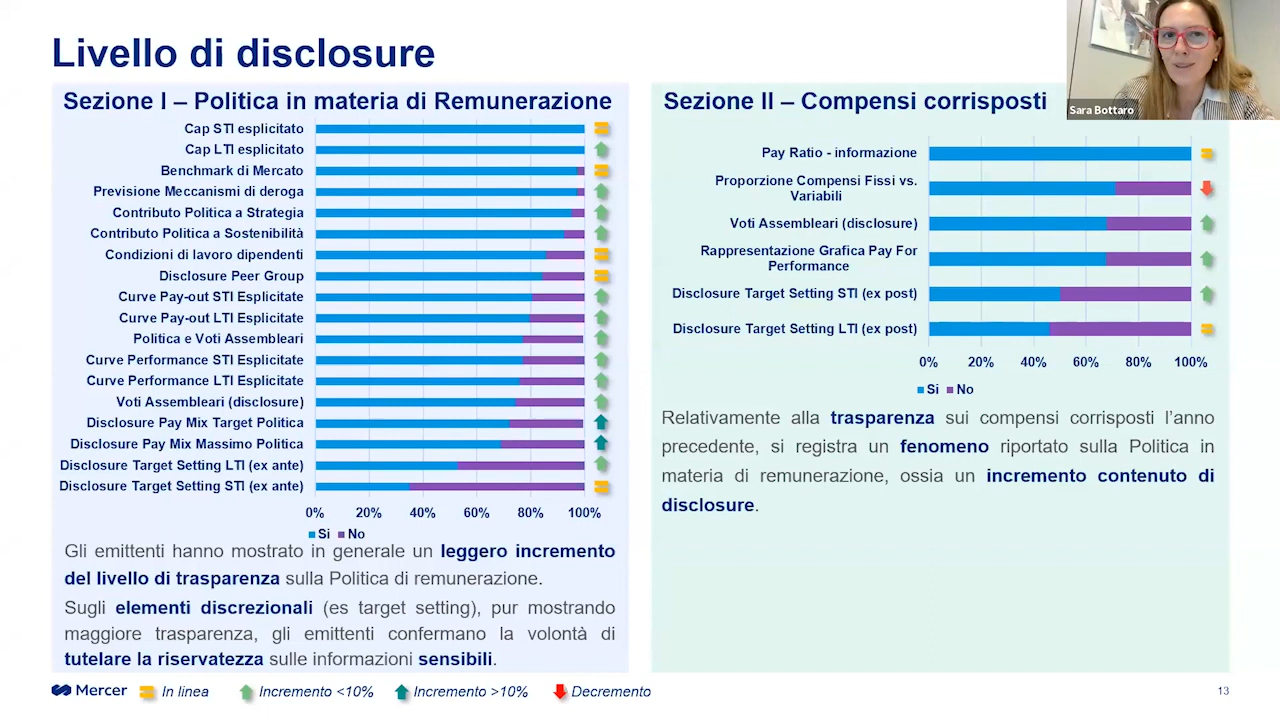 Livello di disclosure
Sara Bottaro
Sezione I – Politica in materia di Remunerazione
Cap STI esplicitato
Cap LTI esplicitato
Benchmark di Mercato
Previsione Meccanismi di deroga
Contributo Politica a Strategia
Contributo Politica a Sostenibilità
Condizioni di lavoro dipendenti
Disclosure Peer Group
Curve Pay-out STI Esplicitate
Curve Pay-out LTI Esplicitate
Politica e Voti Assembleari
Curve Performance STI Esplicitate
Curve Performance LTI Esplicitate
Voti Assembleari (disclosure)
Disclosure Pay Mix Target Politica
Disclosure Pay Mix Massimo Politica
Disclosure Target Setting LTI (ex ante)
Disclosure Target Setting STI (ex ante)
0% 20% 40% 60% 80% 100%
Si No
Gli emittenti hanno mostrato in generale un leggero incremento
del livello di trasparenza sulla Politica di remunerazione.
Sugli elementi discrezionali (es target setting), pur mostrando
maggiore trasparenza, gli emittenti confermano la volontà di
tutelare la riservatezza sulle informazioni sensibili.
Sezione II – Compensi corrisposti
Pay Ratio - informazione
Proporzione Compensi Fissi vs.
Variabili
Voti Assembleari (disclosure)
Rappresentazione Grafica Pay For
Performance
Disclosure Target Setting STI (ex post)
Disclosure Target Setting LTI (ex post)
0% 20% 40% 60% 80% 100%
Si No
Relativamente alla trasparenza sui compensi corrisposti l'anno
precedente, si registra un fenomeno riportato sulla Politica in
materia di remunerazione, ossia un incremento contenuto di
disclosure.
Mercer In linea Incremento <10% Incremento >10% Decremento
13